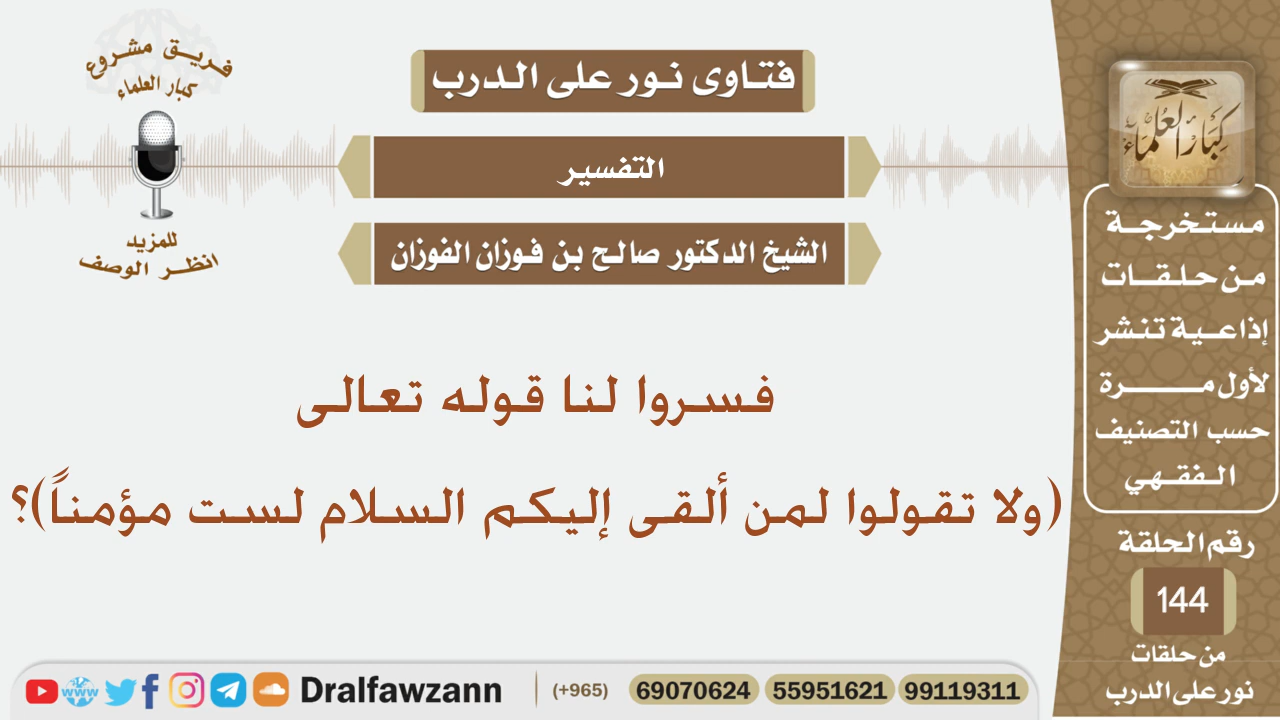 فريق مشروع
كبار العلماء
للمزيد
انظر الوصف
فتاوى نور على الدرب
التفسير
الشيخ الدكتور صالح بن فوزان الفوزان
فسروا لنا قوله تعالى
(ولا تقولوا لمن ألقى إليكم السلام لست مؤمناً)؟
كبار العلماء
مستخرجة
من حلقات
إذاعية تنشر
لأول مرة
حسب التصنيف
الفقهي
رقم الحلقة
144
من حلقات
نور على الدرب
www
Dralfawzann
(+965)
69070624
55951621
99119311